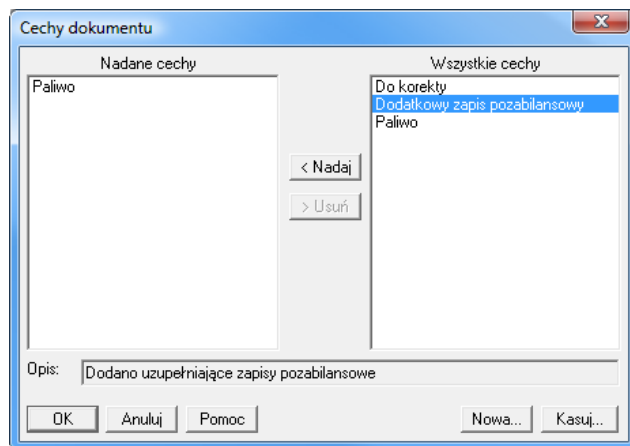 Cechy dokumentu
Nadane cechy
Wszystkie cechy
Paliwo
Do korekty
Dodatkowy zapis pozabilansowy
Paliwo
< Nadaj
> Usuń
Opis: Dodano uzupełniające zapisy pozabilansowe
OK Anuluj Pomoc Nowa... Kasuj...